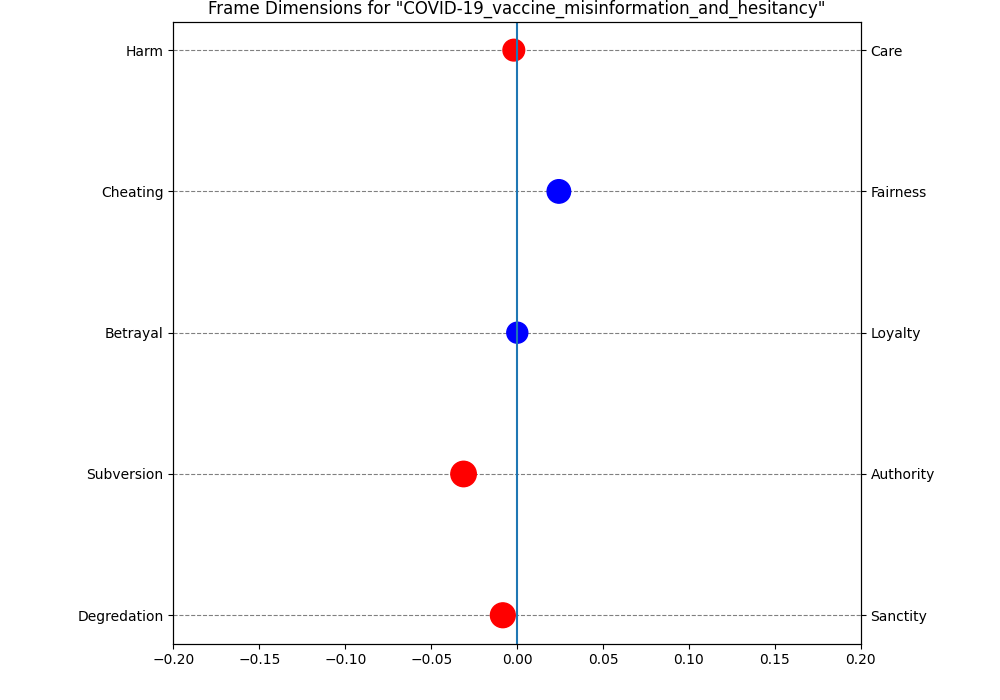 Frame Dimensions for "COVID-19_vaccine_misinformation_and_hesitancy"
Harm Care
Cheating Fairness
Betrayal Loyalty
Subversion Authority
Degredation Sanctity
−0.20 −0.15 −0.10 −0.05 0.00 0.05 0.10 0.15 0.20